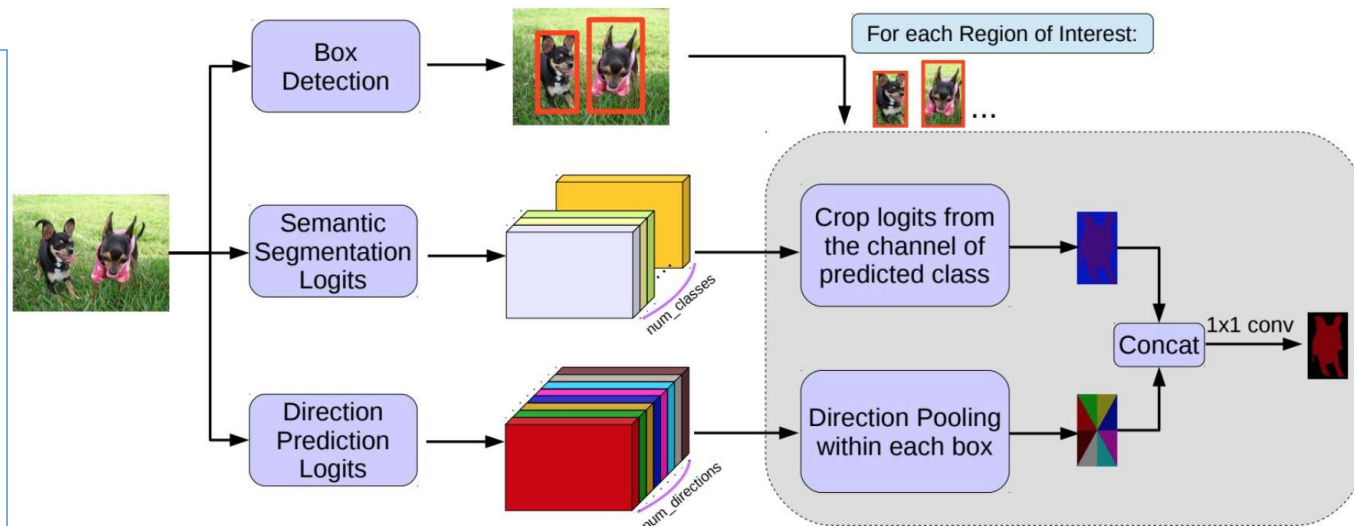 Box
Detection
For each Region of Interest:
...
Semantic
Segmentation
Logits
num_classes
Crop logits from
the channel of
predicted class
Concat
1x1 conv
Direction
Prediction
Logits
num_directions
Direction Pooling
within each box